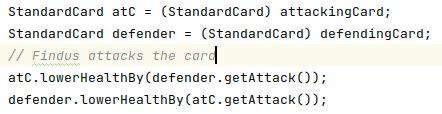 StandardCard atC = (StandardCard) attackingCard;
StandardCard defender = (StandardCard) defendingCard;
// Findus attacks the card
atC.lowerHealthBy(defender.getAttack());
defender.lowerHealthBy(atC.getAttack());